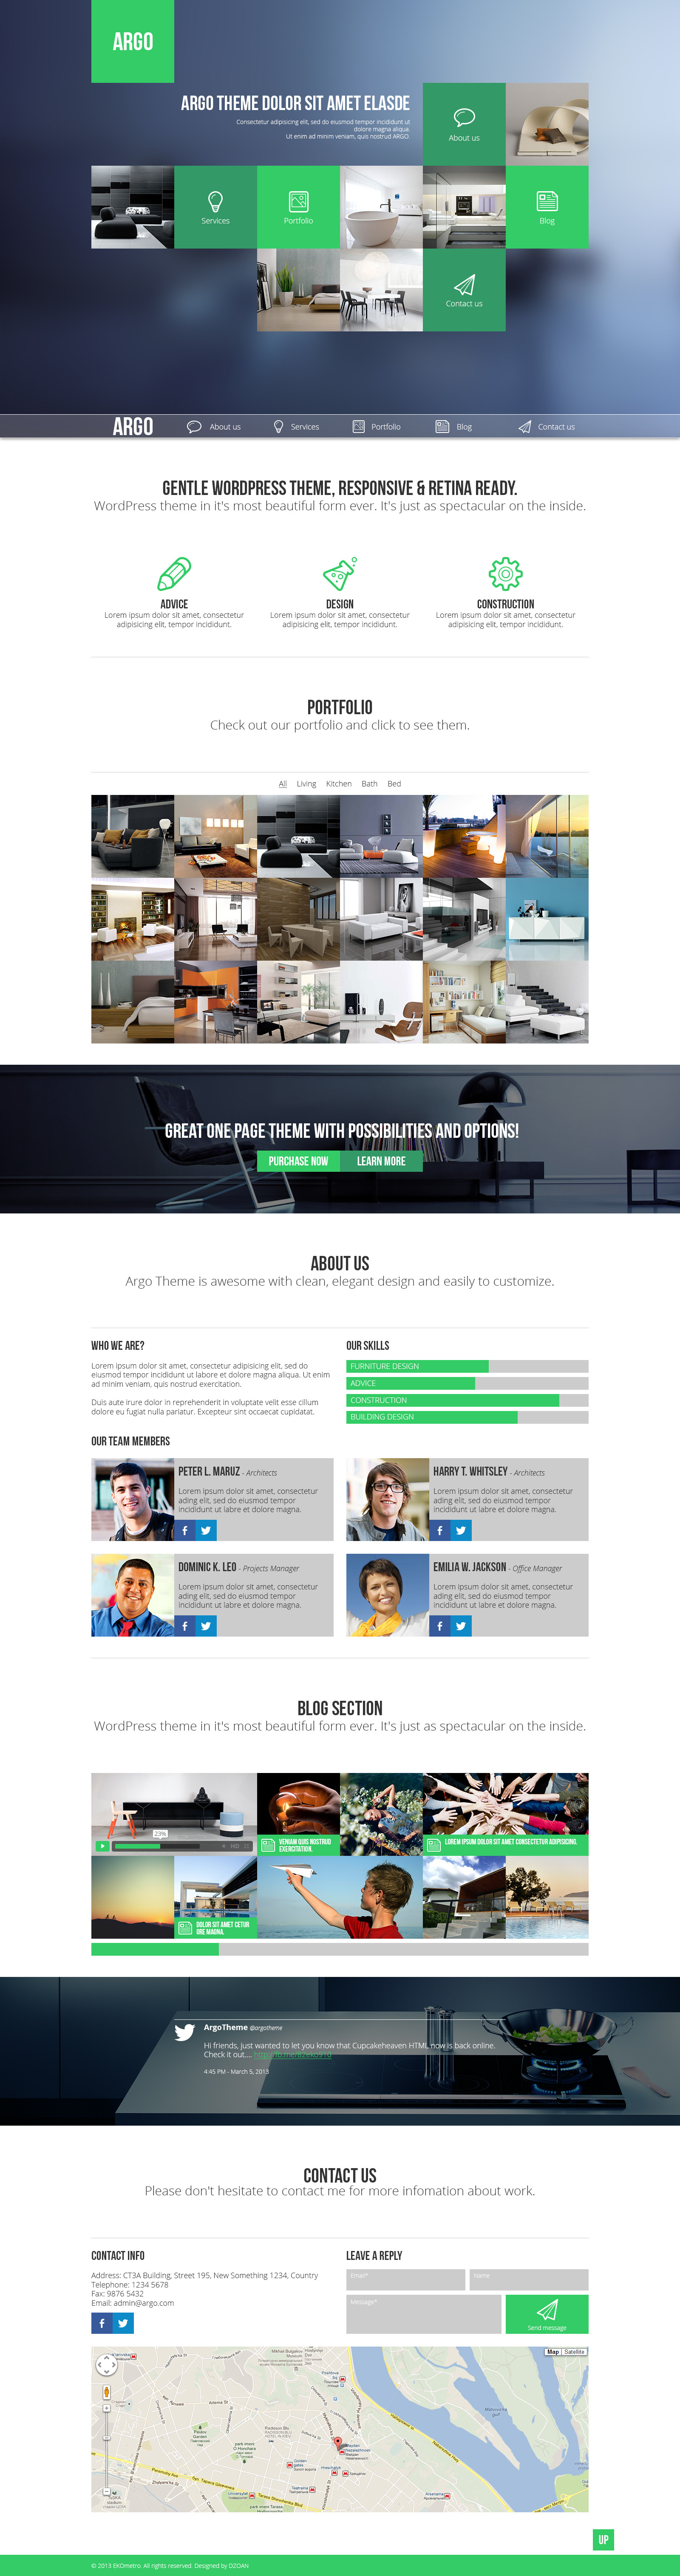 ARGO
ARGO THEME DOLOR SIT AMET ELASDE
Consectetur adipisicing elit, sed do eiusmod tempor incididunt ut
dolore magna aliqua.
Ut enim ad minim veniam, quis nostrud ARGO.
About us
Services
Portfolio
Blog
Contact us
ARGO
About us
Services
Portfolio
Blog
Contact us
GENTLE WORDPRESS THEME, RESPONSIVE & RETINA READY.
WordPress theme in it's most beautiful form ever. It's just as spectacular on the inside.
ADVICE
Lorem ipsum dolor sit amet, consectetur
adipisicing elit, tempor incididunt.
DESIGN
Lorem ipsum dolor sit amet, consectetur
adipisicing elit, tempor incididunt.
CONSTRUCTION
Lorem ipsum dolor sit amet, consectetur
adipisicing elit, tempor incididunt.
PORTFOLIO
Check out our portfolio and click to see them.
All Living Kitchen Bath Bed
GREAT ONE PAGE THEME WITH POSSIBILITIES AND OPTIONS!
PURCHASE NOW
LEARN MORE
ABOUT US
Argo Theme is awesome with clean, elegant design and easily to customize.
WHO WE ARE?
Lorem ipsum dolor sit amet, consectetur adipisicing elit, sed do
eiusmod tempor incididunt ut labore et dolore magna aliqua. Ut enim
ad minim veniam, quis nostrud exercitation.
Duis aute irure dolor in reprehenderit in voluptate velit esse cillum
dolore eu fugiat nulla pariatur. Excepteur sint occaecat cupidatat.
OUR SKILLS
FURNITURE DESIGN
ADVICE
CONSTRUCTION
BUILDING DESIGN
OUR TEAM MEMBERS
PETER L. MARUZ - Architects
Lorem ipsum dolor sit amet, consectetur
ading elit, sed do eiusmod tempor
incididunt ut labre et dolore magna.
HARRY T. WHITSLEY - Architects
Lorem ipsum dolor sit amet, consectetur
ading elit, sed do eiusmod tempor
incididunt ut labre et dolore magna.
DOMINIC K. LEO - Projects Manager
Lorem ipsum dolor sit amet, consectetur
ading elit, sed do eiusmod tempor
incididunt ut labre et dolore magna.
EMILIA W. JACKSON - Office Manager
Lorem ipsum dolor sit amet, consectetur
ading elit, sed do eiusmod tempor
incididunt ut labre et dolore magna.
BLOG SECTION
WordPress theme in it's most beautiful form ever. It's just as spectacular on the inside.
VENIAM QUIS NOSTRUD
EXERCITATION.
LOREM IPSUM DOLOR SIT AMET CONSECTETUR ADIPISICING.
DOLOR SIT AMET CETUR
ORE MAGNA.
ArgoTheme @argotheme
Hi friends, just wanted to let you know that Cupcakeheaven HTML now is back online.
Check it out....
4:45 PM - March 5, 2013
CONTACT US
Please don't hesitate to contact me for more infomation about work.
CONTACT INFO
Address: CT3A Building, Street 195, New Something 1234, Country
Telephone: 1234 5678
Fax: 9876 5432
Email: admin@argo.com
LEAVE A REPLY
Email*
Name
Message*
Send message
Map
Satellite
UP
© 2013 EKOmetro. All rights reserved. Designed by DZOAN